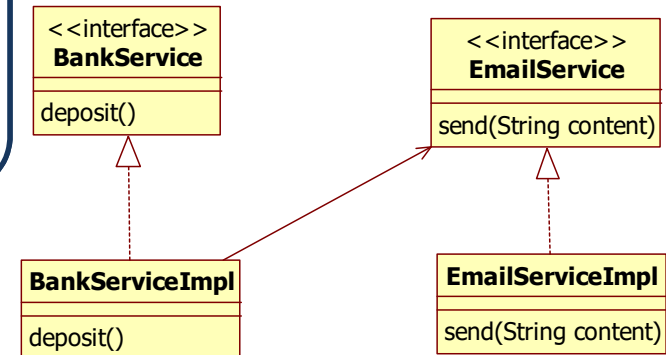 <<interface>>
BankService
deposit()
<<interface>>
EmailService
send(String content)
BankServiceImpl
deposit()
EmailServiceImpl
send(String content)